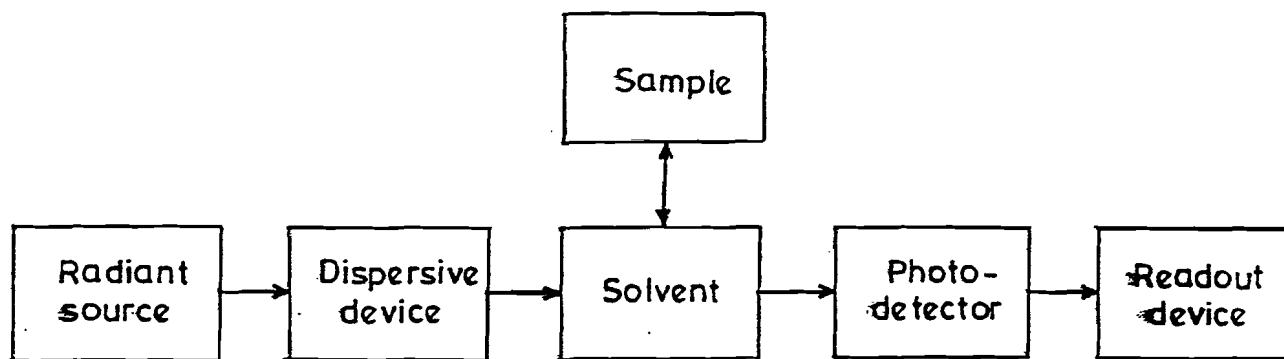 Sample
Radiant
source
Dispersive
device
Solvent
Photo-
detector
Readout
device